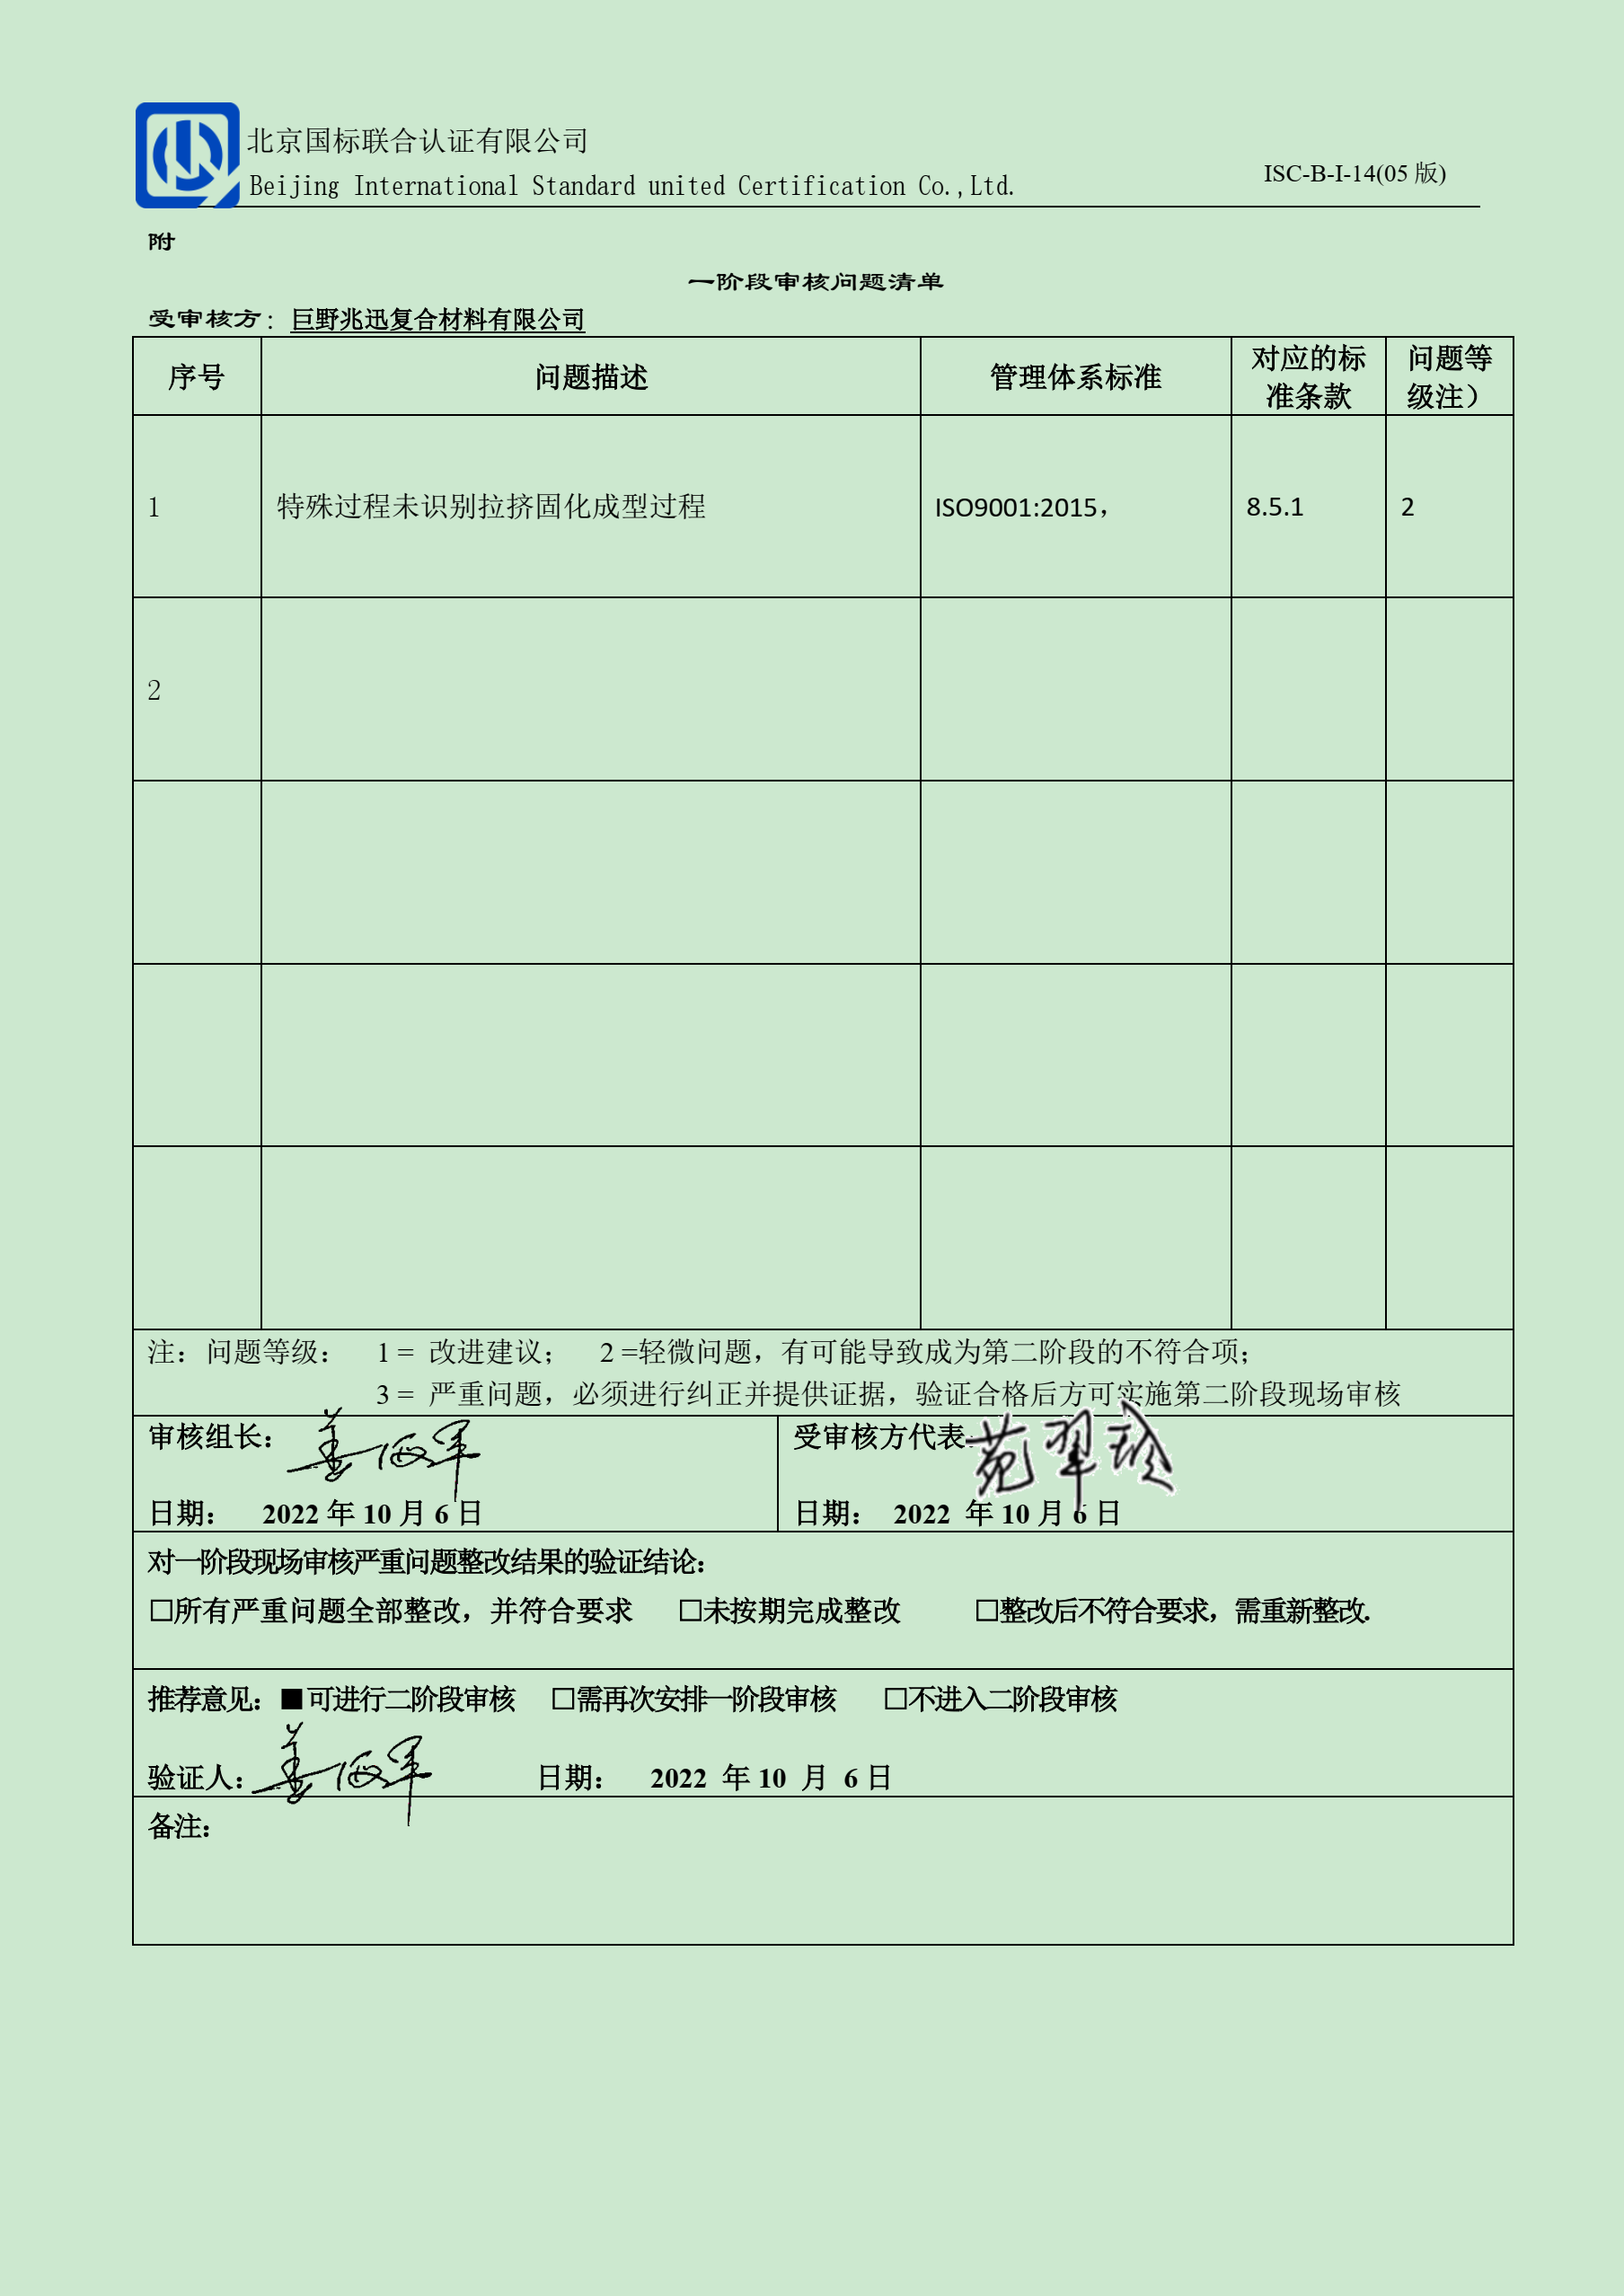 北京国标联合认证有限公司
Beijing International Standard united Certification Co.,Ltd.
ISC-B-I-14(05 版)
附
一阶段审核问题清单
受审核方：巨野兆迅复合材料有限公司
序号 问题描述 管理体系标准 对应的标准条款 问题等级注）
1 特殊过程未识别拉挤固化成型过程 ISO9001:2015， 8.5.1 2
2
注：问题等级： 1 = 改进建议； 2 =轻微问题，有可能导致成为第二阶段的不符合项；
3 = 严重问题，必须进行纠正并提供证据，验证合格后方可实施第二阶段现场审核
审核组长： 受审核方代表：
日期： 2022 年 10 月 6 日 日期： 2022 年 10 月 6 日
对一阶段现场审核严重问题整改结果的验证结论：
□所有严重问题全部整改，并符合要求 □未按期完成整改 □整改后不符合要求，需重新整改.
推荐意见：■可进行二阶段审核 □需再次安排一阶段审核 □不进入二阶段审核
验证人： 日期： 2022 年 10 月 6 日
备注：